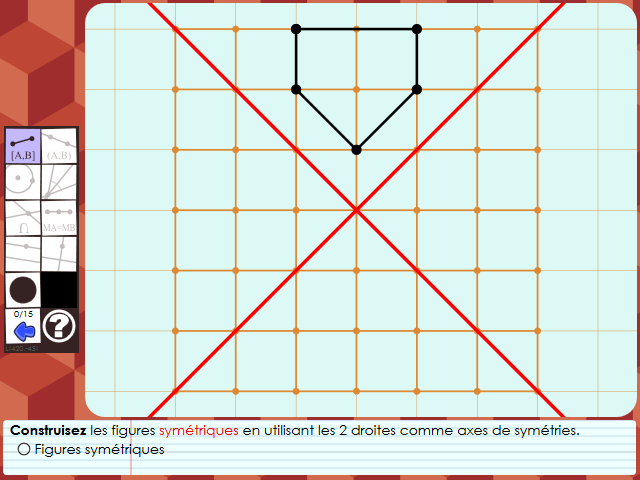 [A,B]
(A,B)
MA=MB
0/15
?
Construisez les figures symétriques en utilisant les 2 droites comme axes de symétries.
Figures symétriques